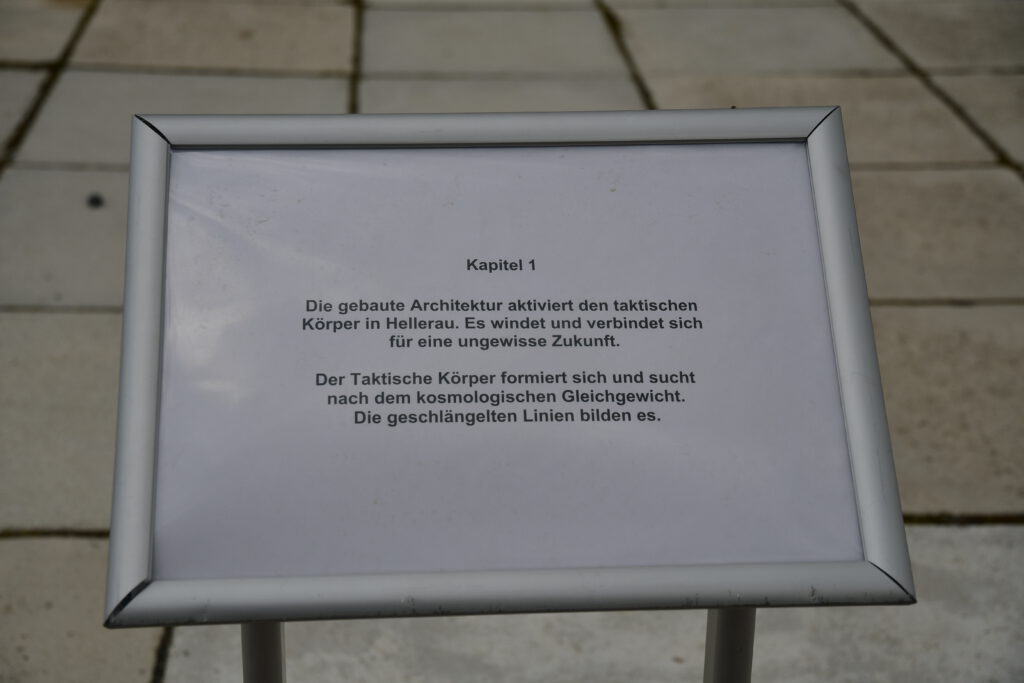 Kapitel 1
Die gebaute Architektur aktiviert den taktischen
Körper in Hellerau. Es windet und verbindet sich
für eine ungewisse Zukunft.
Der Taktische Körper formiert sich und sucht
nach dem kosmologischen Gleichgewicht.
Die geschlängelten Linien bilden es.